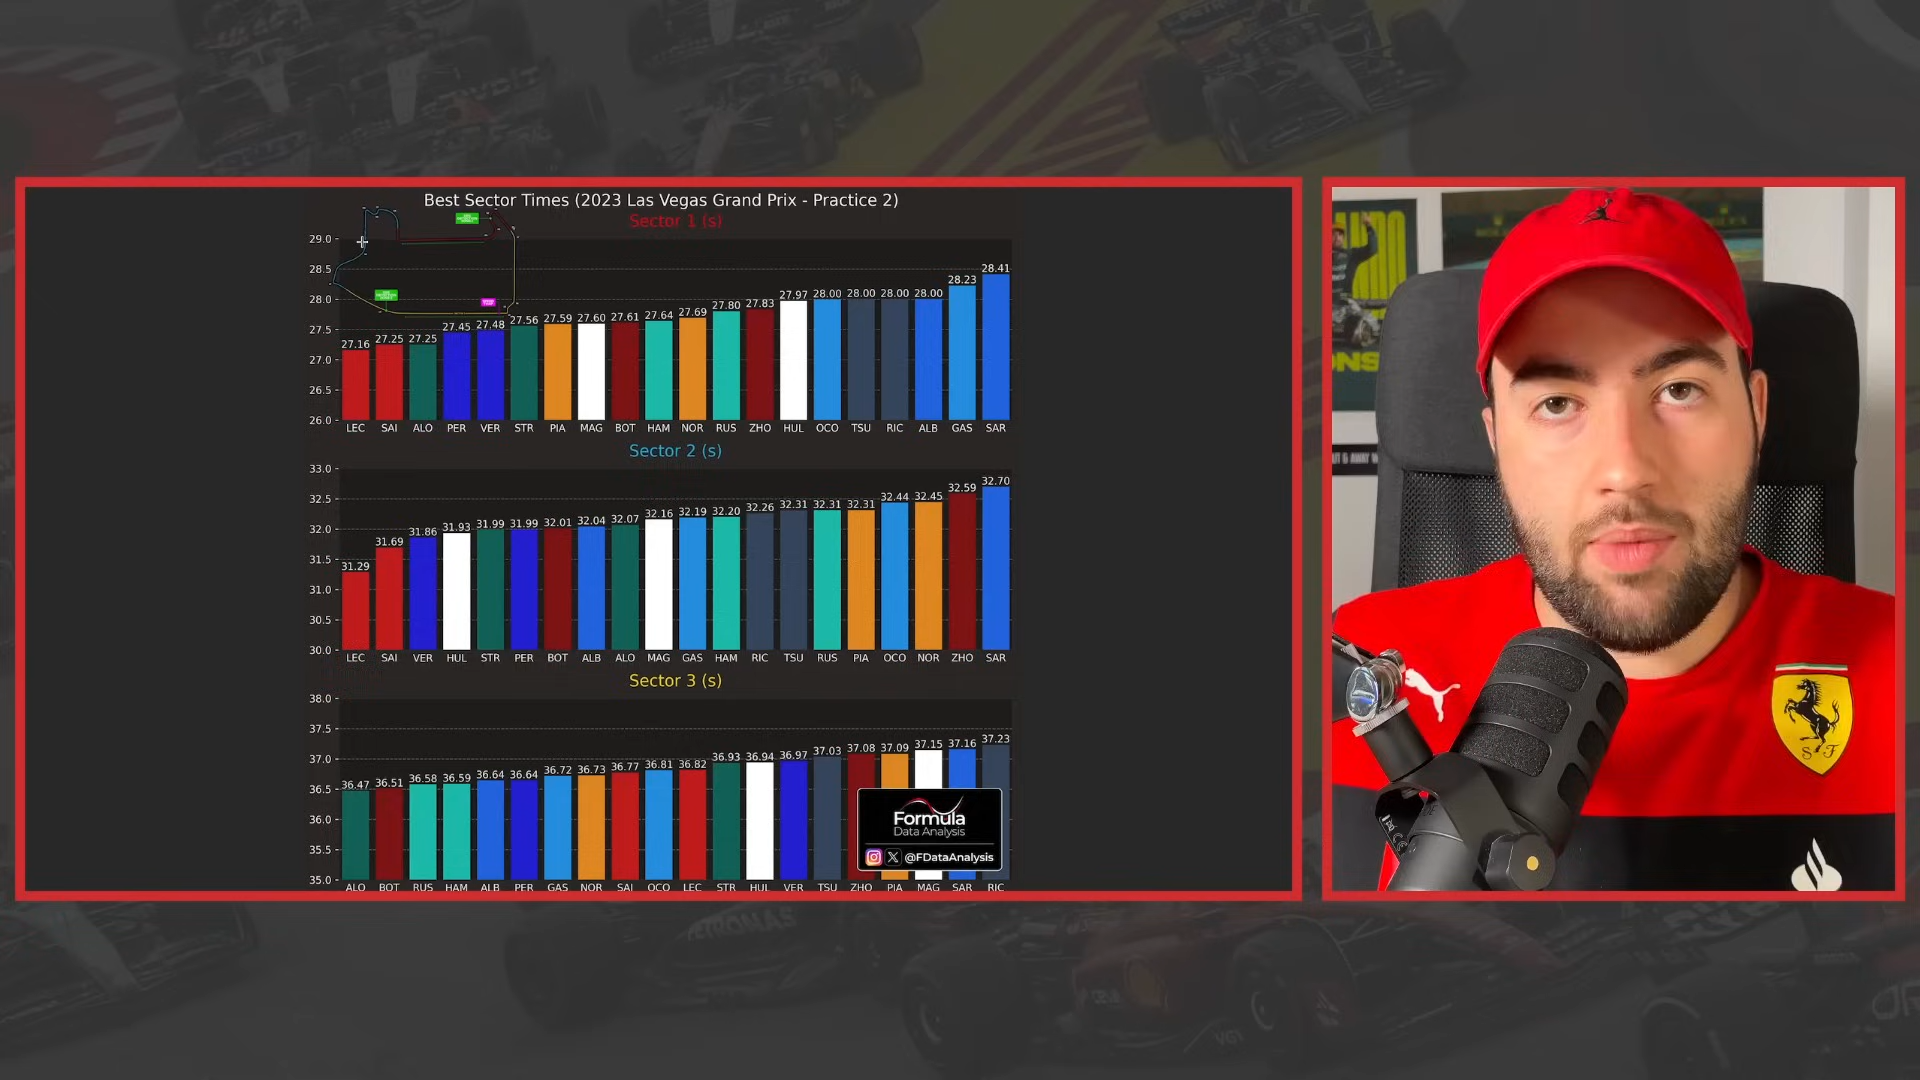 Best Sector Times (2023 Las Vegas Grand Prix - Practice 2)
Sector 1 (s)
29.0
28.5
28.0
27.5
27.0
26.5
26.0
27.16 27.25 27.25 27.45 27.48 27.56 27.59 27.60 27.61 27.64 27.69 27.80 27.83 27.97 28.00 28.00 28.00 28.00 28.23 28.41
LEC SAI ALO PER VER STR PIA MAG BOT HAM NOR RUS ZHO HUL OCO TSU RIC ALB GAS SAR
Sector 2 (s)
33.0
32.5
32.0
31.5
31.0
30.5
30.0
31.29 31.69 31.86 31.93 31.99 31.99 32.01 32.04 32.07 32.16 32.19 32.20 32.26 32.31 32.31 32.31 32.44 32.45 32.59 32.70
LEC SAI VER HUL STR PER BOT ALB ALO MAG GAS HAM RIC TSU RUS PIA OCO NOR ZHO SAR
Sector 3 (s)
38.0
37.5
37.0
36.5
36.0
35.5
35.0
36.47 36.51 36.58 36.59 36.64 36.64 36.72 36.73 36.77 36.81 36.82 36.93 36.94 36.97 37.03 37.08 37.09 37.15 37.16 37.23
ALO BOT RUS HAM ALB PER GAS NOR SAI OCO LEC STR HUL VER TSU ZHO PIA MAG SAR RIC
Formula
Data Analysis
@FDataAnalysis
S F